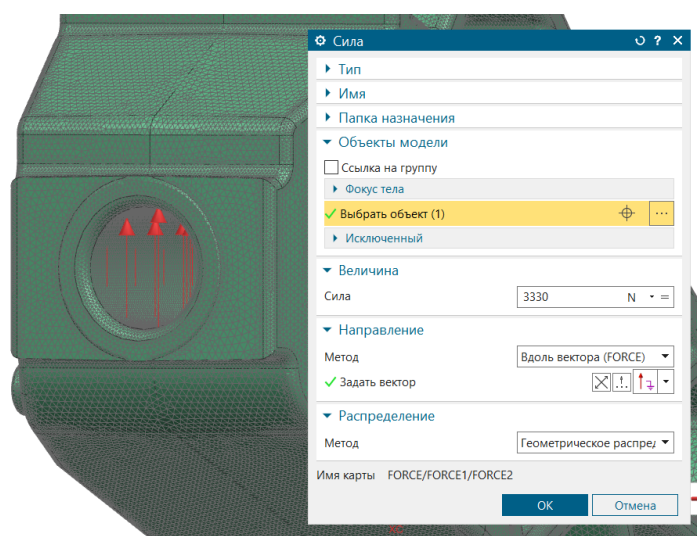 Сила
Тип
Имя
Папка назначения
Объекты модели
Ссылка на группу
Фокус тела
Выбрать объект (1)
Исключенный
Величина
Сила 3330 N
Направление
Метод Вдоль вектора (FORCE)
Задать вектор
Распределение
Метод Геометрическое распред
Имя карты FORCE/FORCE1/FORCE2
ОК Отмена